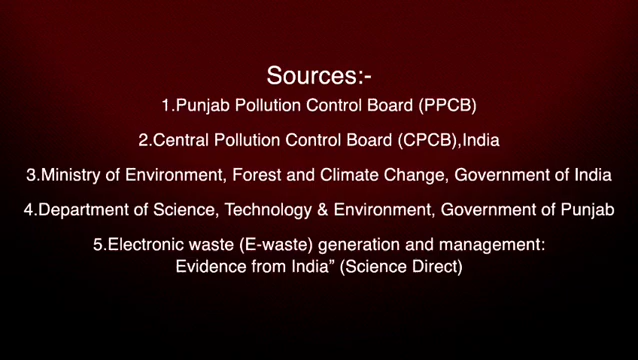 Sources:-
1.Punjab Pollution Control Board (PPCB)
2.Central Pollution Control Board (CPCB),India
3.Ministry of Environment, Forest and Climate Change, Government of India
4.Department of Science, Technology & Environment, Government of Punjab
5.Electronic waste (E-waste) generation and management:
Evidence from India” (Science Direct)